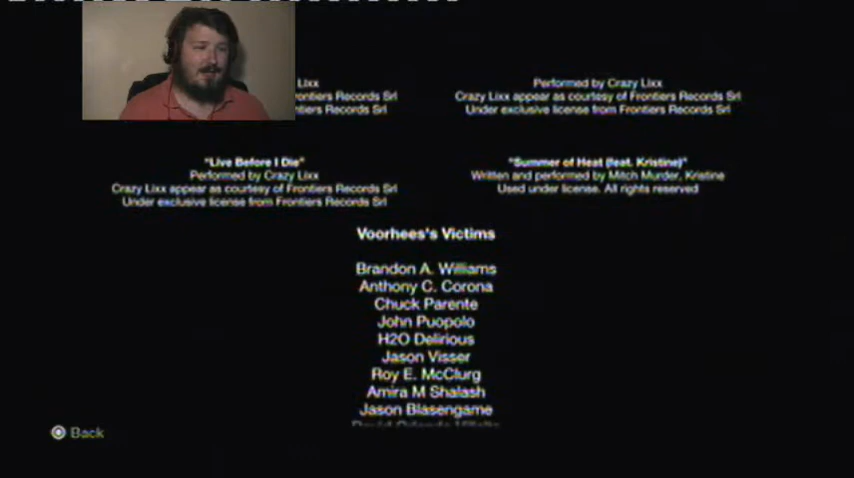 Lixx
rontiers Records Srl
ntiers Records Srl
Performed by Crazy Lixx
Crazy Lixx appear as courtesy of Frontiers Records Srl
Under exclusive license from Frontiers Records Srl
"Live Before I Die"
Performed by Crazy Lixx
Crazy Lixx appear as courtesy of Frontiers Records Srl
Under exclusive license from Frontiers Records Srl
"Summer of Heat (feat. Kristine)"
Written and performed by Mitch Murder, Kristine
Used under license. All rights reserved
Voorhees's Victims
Brandon A. Williams
Anthony C. Corona
Chuck Parente
John Puopolo
H2O Delirious
Jason Visser
Roy E. McClurg
Amira M Shalash
Jason Blasengame
Back